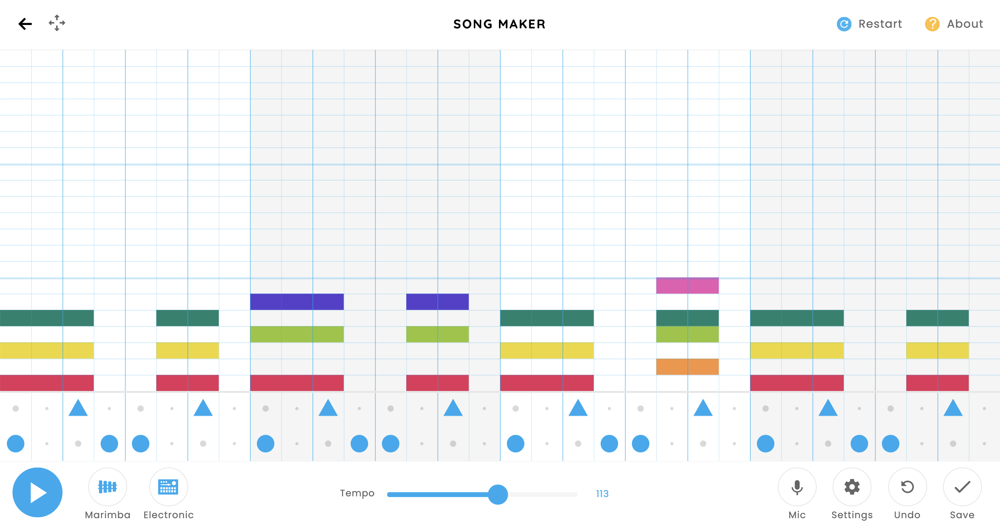 SONG MAKER
Restart
About
Tempo
113
Marimba
Electronic
Mic
Settings
Undo
Save